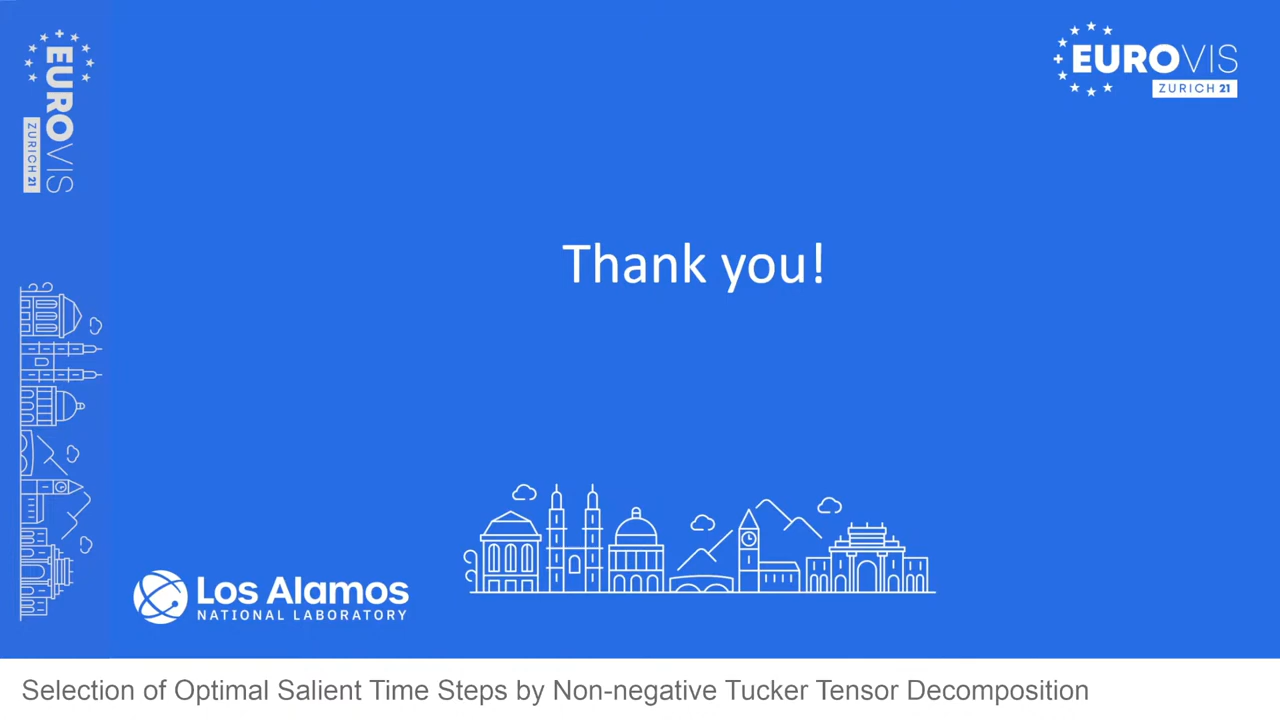 EUROVIS
ZURICH 21
EUROVIS
ZURICH 21
Thank you!
Los Alamos
NATIONAL LABORATORY
Selection of Optimal Salient Time Steps by Non-negative Tucker Tensor Decomposition